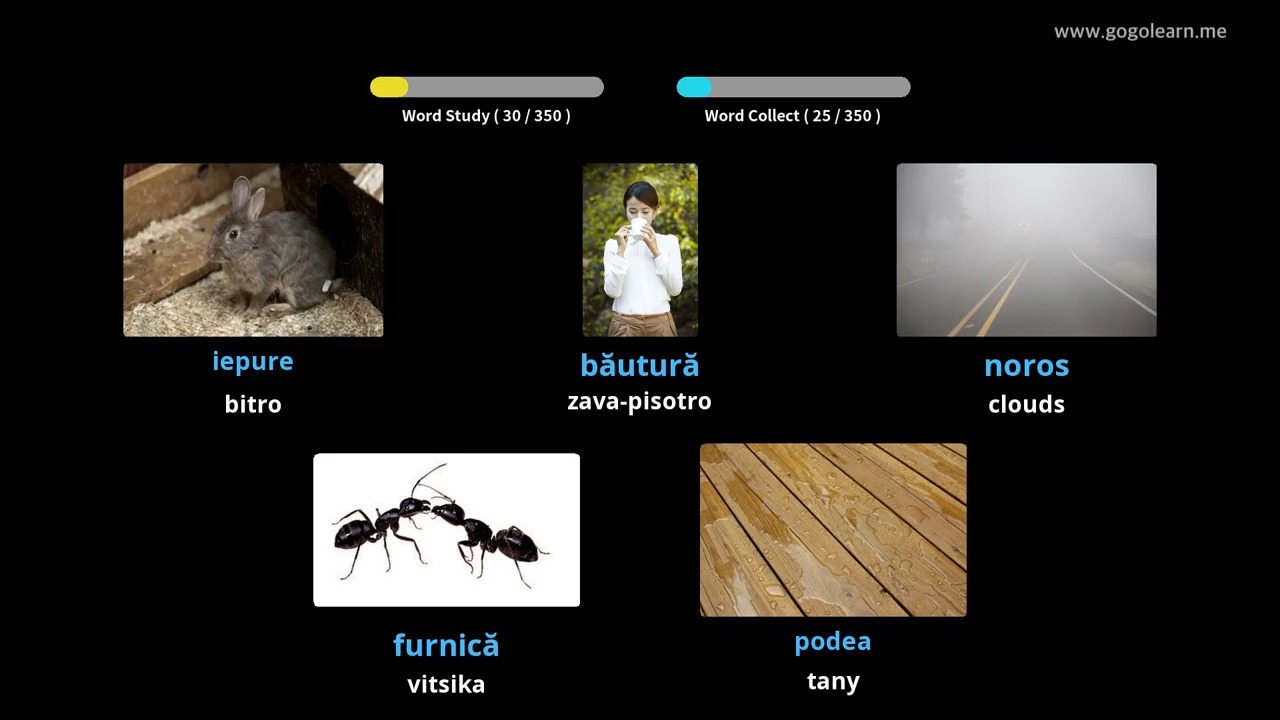 www.gogolearn.me
Word Study ( 30 / 350 )
Word Collect ( 25 / 350 )
iepure
bitro
băutură
zava-pisotro
noros
clouds
furnică
vitsika
podea
tany